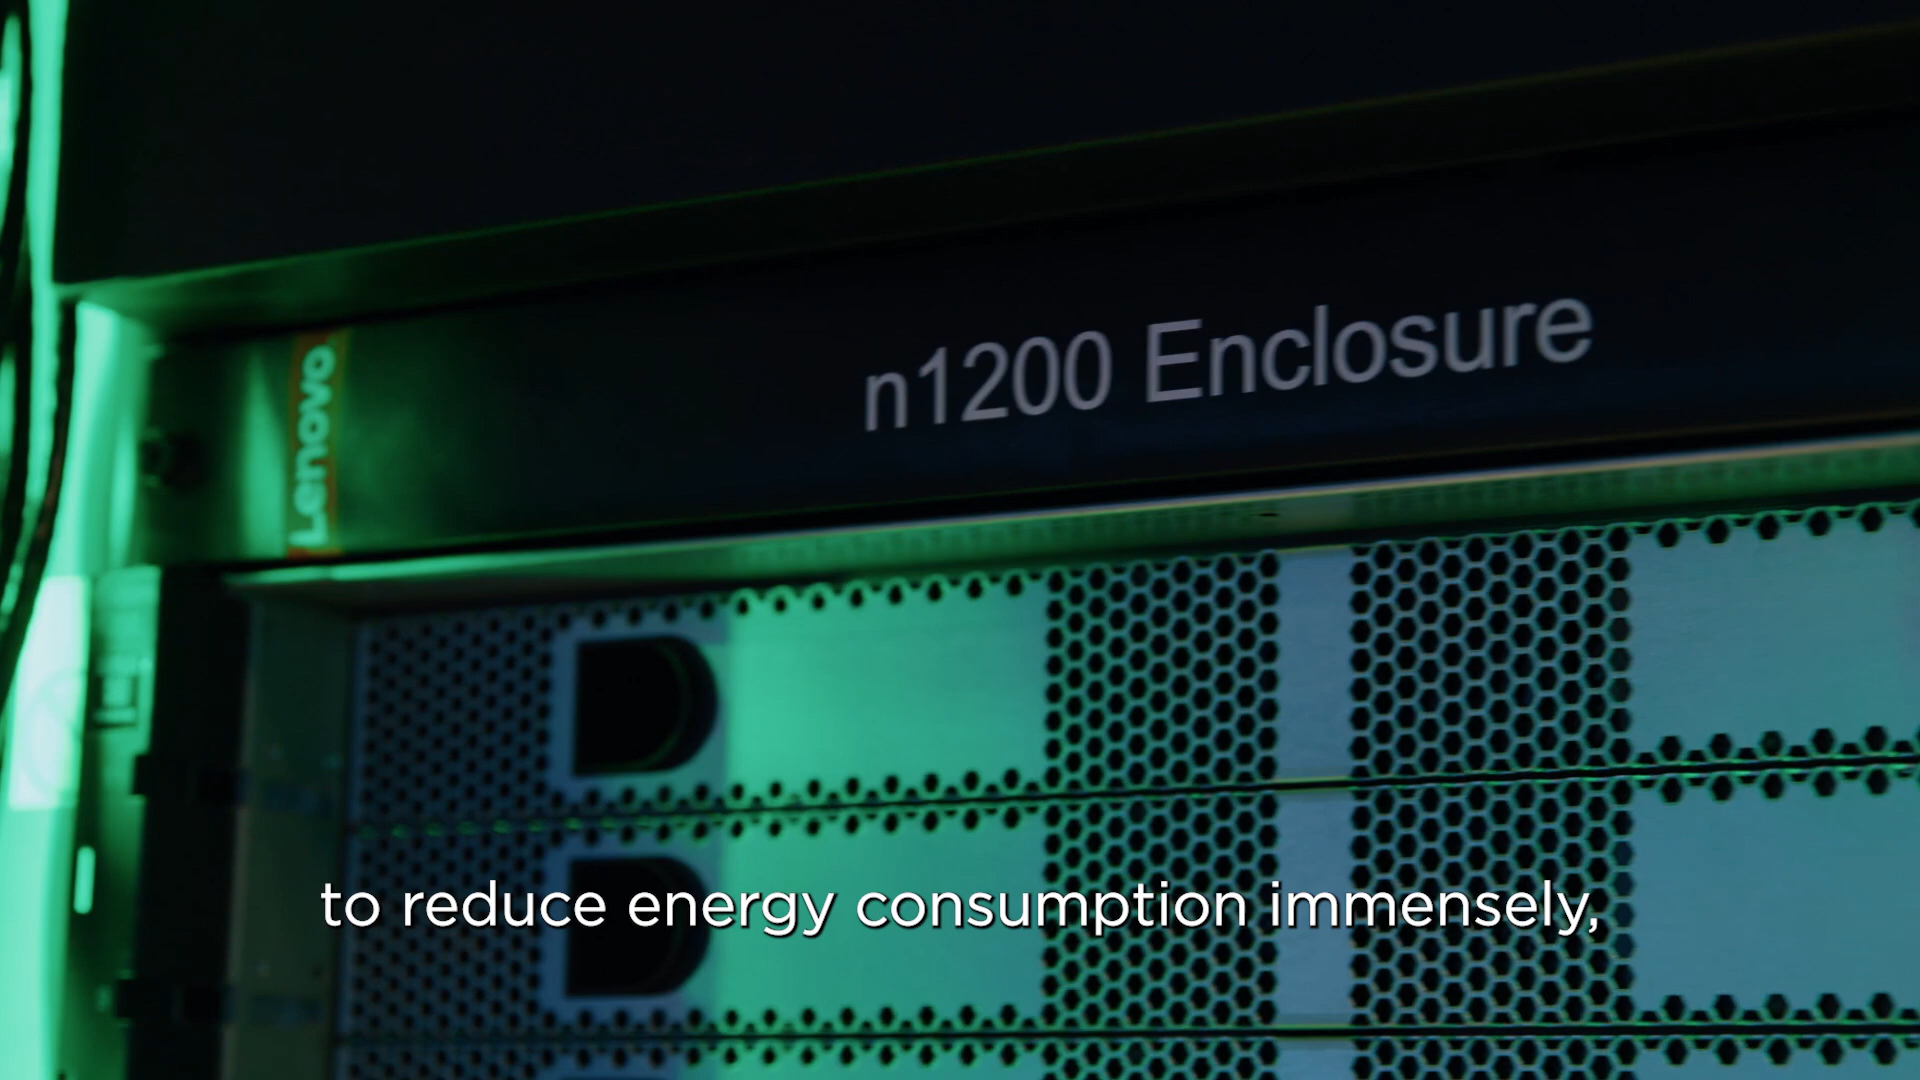 n1200 Enclosure
Lenovo
to reduce energy consumption immensely,